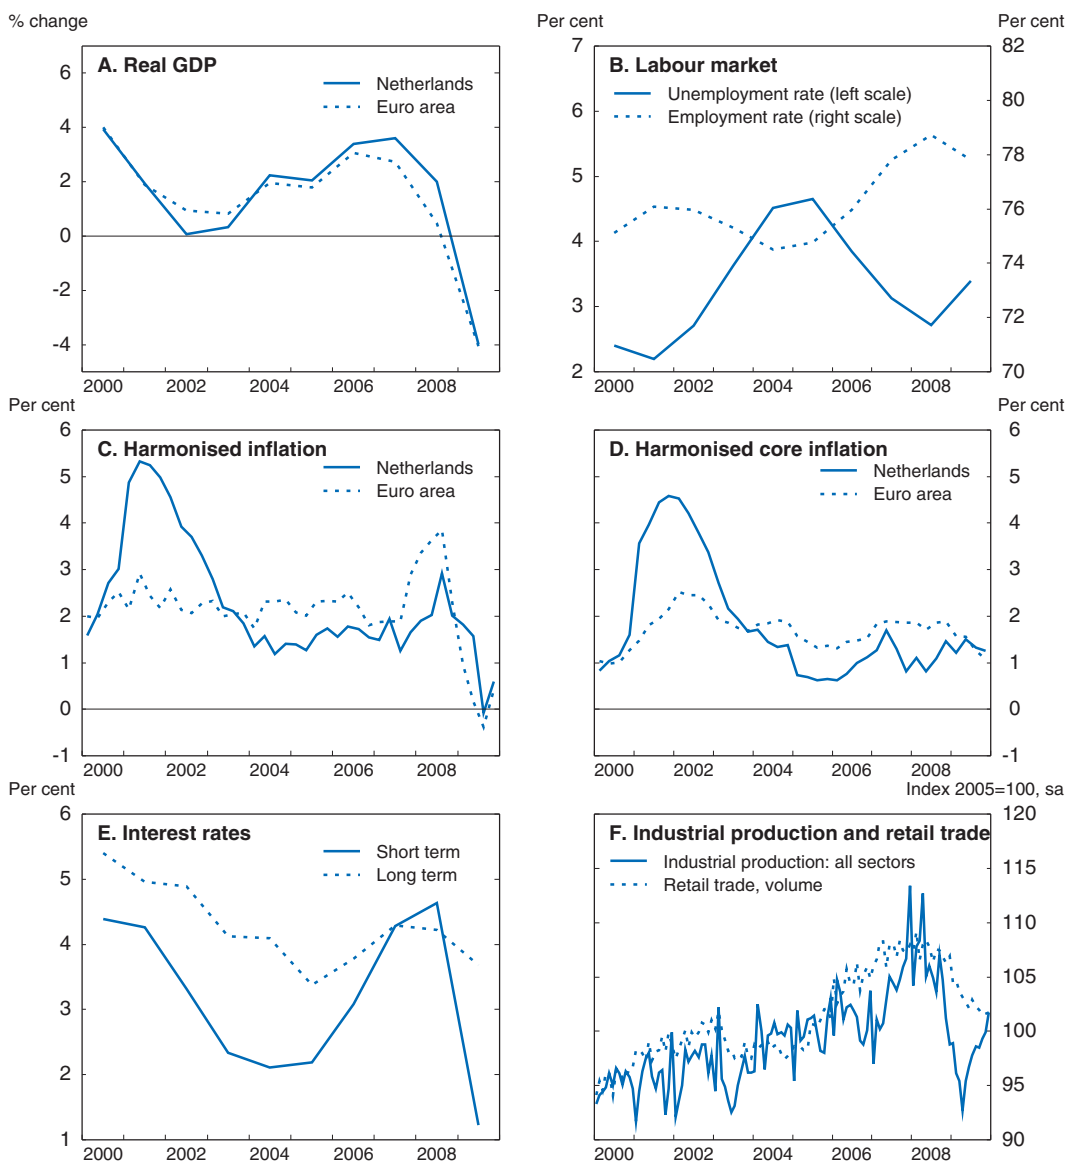 % change
A. Real GDP
Netherlands
Euro area
6
4
2
0
-2
-4
2000 2002 2004 2006 2008
Per cent Per cent
B. Labour market
Unemployment rate (left scale)
Employment rate (right scale)
7
6
5
4
3
2
82
80
78
76
74
72
70
2000 2002 2004 2006 2008
Per cent
C. Harmonised inflation
Netherlands
Euro area
6
5
4
3
2
1
0
-1
2000 2002 2004 2006 2008
Per cent
D. Harmonised core inflation
Netherlands
Euro area
6
5
4
3
2
1
0
-1
2000 2002 2004 2006 2008
Per cent
E. Interest rates
Short term
Long term
6
5
4
3
2
1
2000 2002 2004 2006 2008
Index 2005=100, sa
F. Industrial production and retail trade
Industrial production: all sectors
Retail trade, volume
120
115
110
105
100
95
90
2000 2002 2004 2006 2008